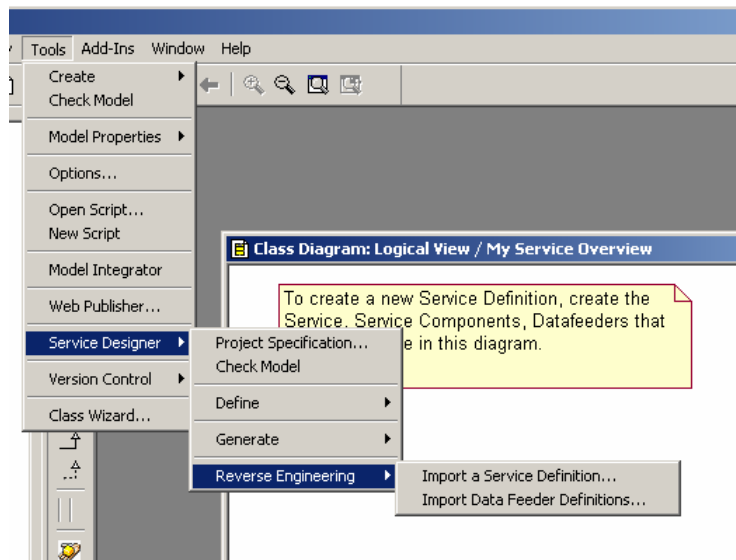 Tools Add-Ins Window Help
Create
Check Model
Model Properties
Options...
Open Script...
New Script
Model Integrator
Web Publisher...
Service Designer
Version Control
Class Wizard...
Project Specification...
Check Model
Define
Generate
Reverse Engineering
Import a Service Definition...
Import Data Feeder Definitions...
Class Diagram: Logical View / My Service Overview
To create a new Service Definition, create the
Service, Service Components, Datafeeders that
in this diagram.